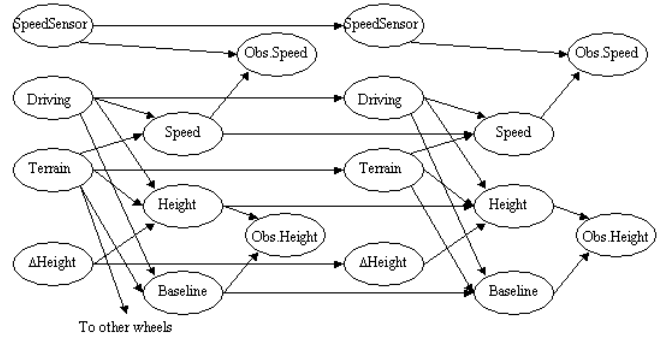 SpeedSensor
SpeedSensor
Obs.Speed
Obs.Speed
Driving
Driving
Speed
Speed
Terrain
Terrain
Height
Height
Obs.Height
Obs.Height
ΔHeight
ΔHeight
Baseline
Baseline
To other wheels